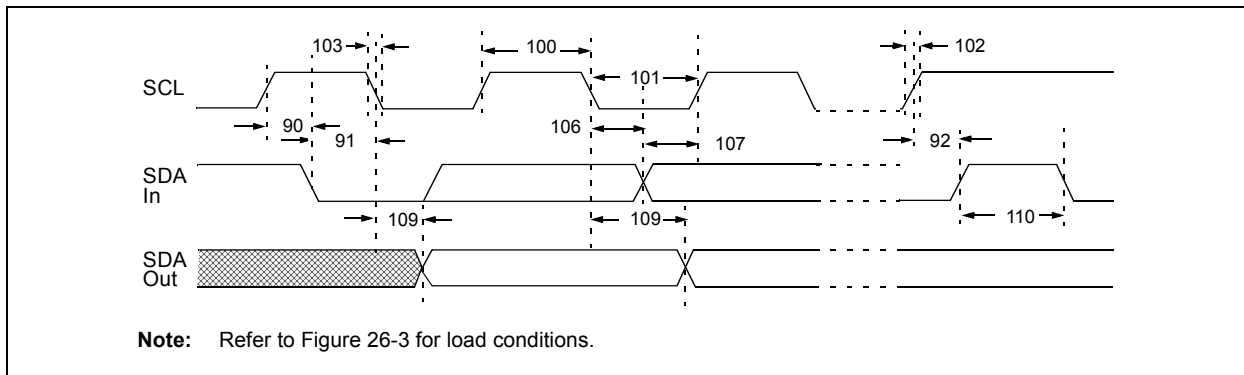 103
100
102
SCL
101
90
91
106
107
92
SDA
In
109
109
110
SDA
Out
Note: Refer to Figure 26-3 for load conditions.